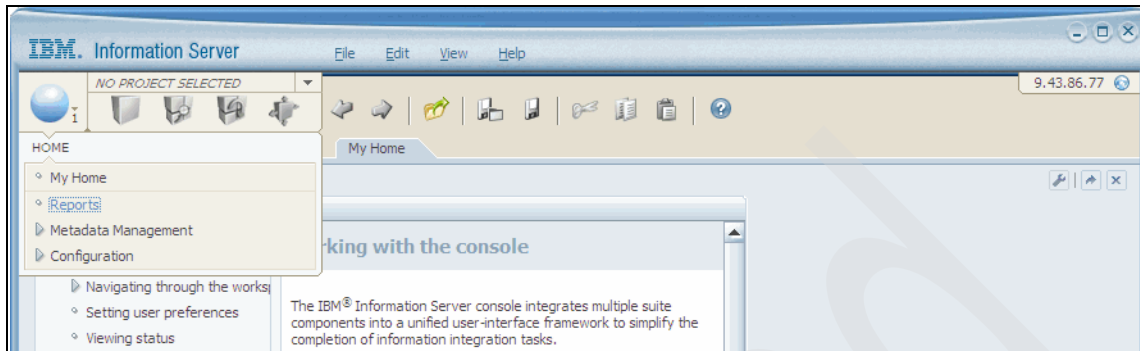 IBM. Information Server
File Edit View Help
NO PROJECT SELECTED
9.43.86.77
HOME
My Home
My Home
Reports
Metadata Management
Configuration
Navigating through the works
Setting user preferences
Viewing status
rking with the console
The IBM® Information Server console integrates multiple suite
components into a unified user-interface framework to simplify the
completion of information integration tasks.